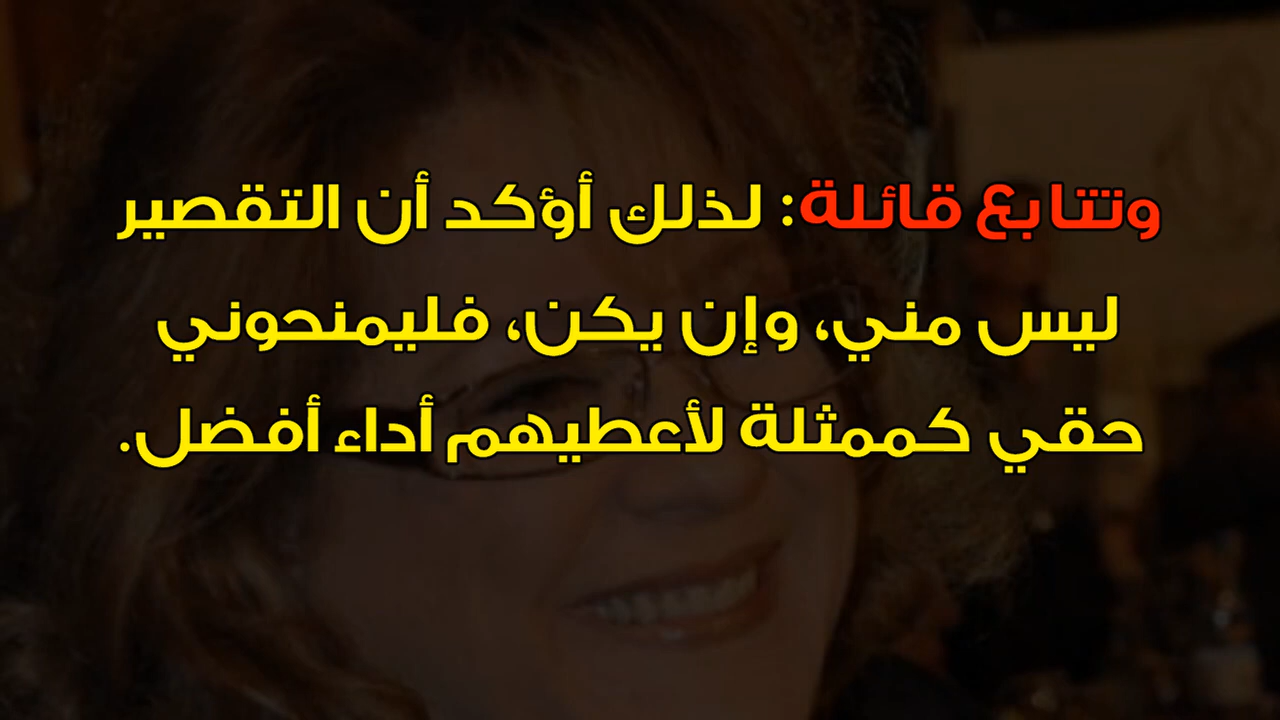 وتتابع قائلة: لذلك أؤكد أن التقصير
ليس مني، وإن يكن، فليمنحوني
حقي كممثلة لأعطيهم أداء أفضل.